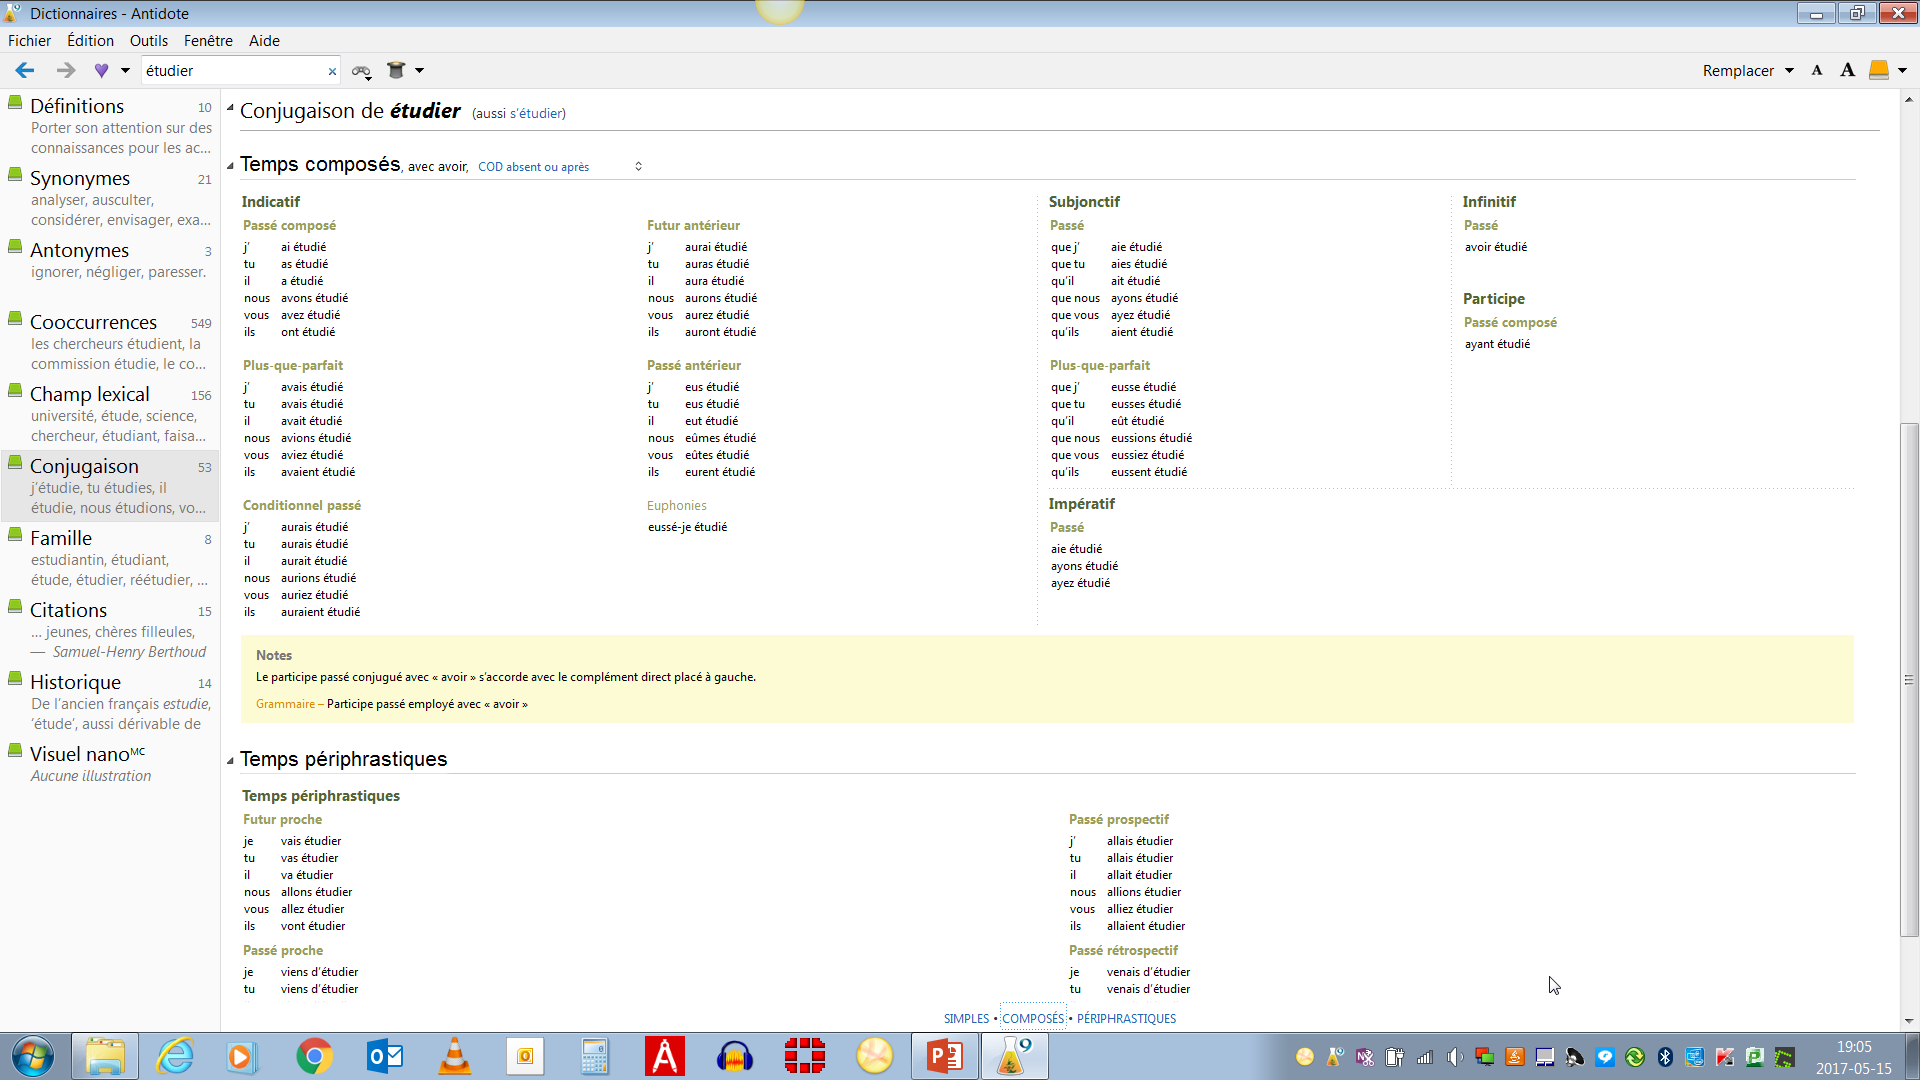 Dictionnaires - Antidote
Fichier Édition Outils Fenêtre Aide
étudier
Remplacer A A
Définitions 10
Porter son attention sur des
connaissances pour les ac...
Synonymes 21
analyser, ausculter,
considérer, envisager, exa...
Antonymes 3
ignorer, négliger, paresser.
Cooccurrences 549
les chercheurs étudient, la
commission étudie, le co...
Champ lexical 156
université, étude, science,
chercheur, étudiant, faisa...
Conjugaison 53
j'étudie, tu étudies, il
étudie, nous étudions, vo...
Famille 8
estudiantin, étudiant,
étude, étudier, réétudier, ...
Citations 15
... jeunes, chères filleules,
— Samuel-Henry Berthoud
Historique 14
De l'ancien français estudie,
'étude', aussi dérivable de
Visuel nanoMC
Aucune illustration
Conjugaison de étudier (aussi s'étudier)
Temps composés, avec avoir, COD absent ou après
Indicatif
Passé composé
j' ai étudié
tu as étudié
il a étudié
nous avons étudié
vous avez étudié
ils ont étudié
Plus-que-parfait
j' avais étudié
tu avais étudié
il avait étudié
nous avions étudié
vous aviez étudié
ils avaient étudié
Conditionnel passé
j' aurais étudié
tu aurais étudié
il aurait étudié
nous aurions étudié
vous auriez étudié
ils auraient étudié
Futur antérieur
j' aurai étudié
tu auras étudié
il aura étudié
nous aurons étudié
vous aurez étudié
ils auront étudié
Passé antérieur
j' eus étudié
tu eus étudié
il eut étudié
nous eûmes étudié
vous eûtes étudié
ils eurent étudié
Euphonies
eussé-je étudié
Subjonctif
Passé
que j' aie étudié
que tu aies étudié
qu'il ait étudié
que nous ayons étudié
que vous ayez étudié
qu'ils aient étudié
Plus-que-parfait
que j' eusse étudié
que tu eusses étudié
qu'il eût étudié
que nous eussions étudié
que vous eussiez étudié
qu'ils eussent étudié
Infinitif
Passé
avoir étudié
Participe
Passé composé
ayant étudié
Impératif
Passé
aie étudié
ayons étudié
ayez étudié
Notes
Le participe passé conjugué avec « avoir » s'accorde avec le complément direct placé à gauche.
Grammaire – Participe passé employé avec « avoir »
Temps périphrastiques
Temps périphrastiques
Futur proche
je vais étudier
tu vas étudier
il va étudier
nous allons étudier
vous allez étudier
ils vont étudier
Passé proche
je viens d'étudier
tu viens d'étudier
Passé prospectif
j' allais étudier
tu allais étudier
il allait étudier
nous allions étudier
vous alliez étudier
ils allaient étudier
Passé rétrospectif
je venais d'étudier
tu venais d'étudier
SIMPLES • COMPOSÉS • PÉRIPHRASTIQUES
19:05
2017-05-15